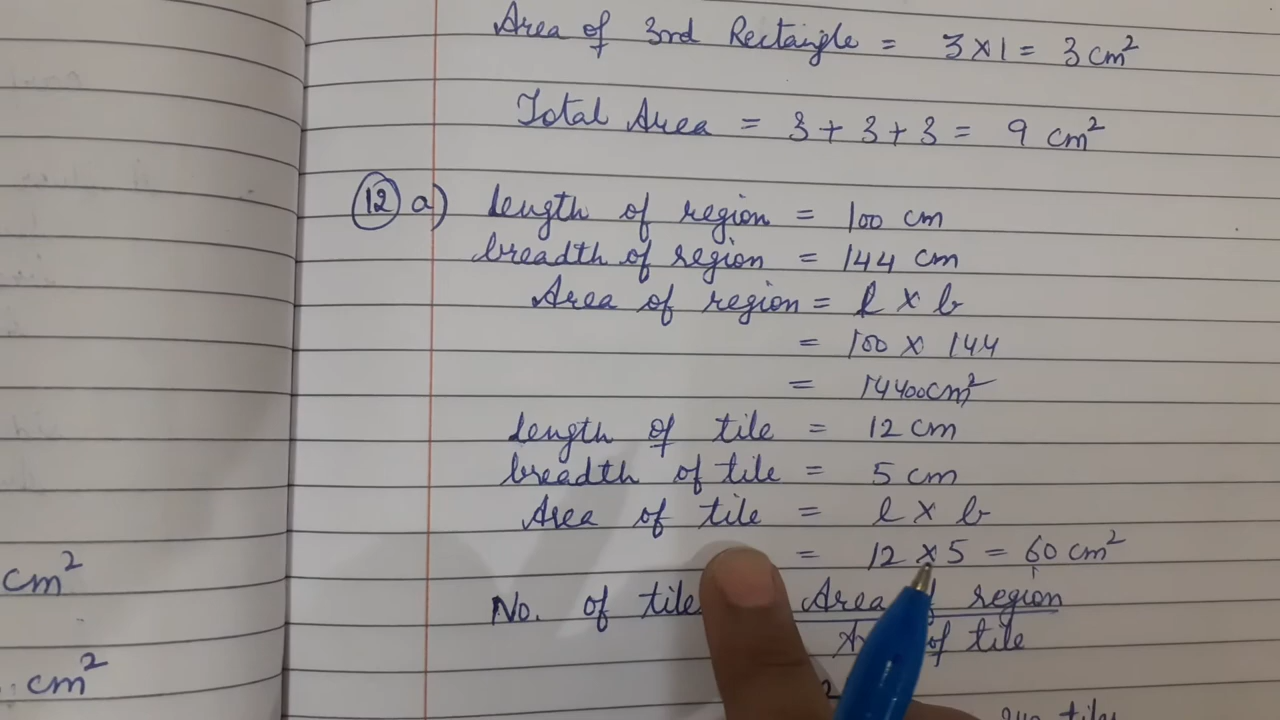 Area of 3rd Rectangle = 3 x 1 = 3 cm²
Total Area = 3 + 3 + 3 = 9 cm²
12 a) length of region = 100 cm
breadth of region = 144 cm
Area of region = l x b
= 100 x 144
= 14400cm²
length of tile = 12 cm
breadth of tile = 5 cm
Area of tile = l x b
= 12 x 5 = 60 cm²
cm²
No. of tile Area of region
of tile
cm²